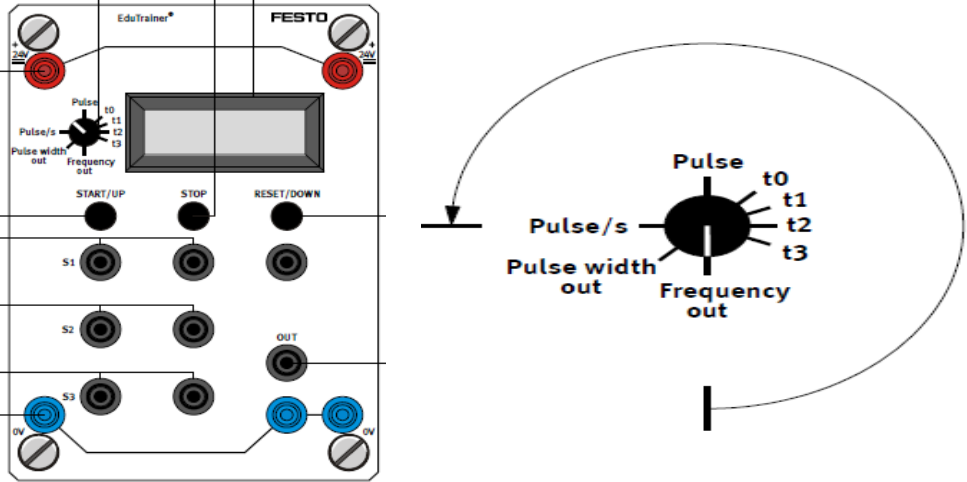 EduTrainer®
FESTO
+
24V
+
24V
Pulse
t0
t1
t2
t3
Pulse/s
Pulse width
out
Frequency
out
START/UP
STOP
RESET/DOWN
S1
S2
OUT
S3
0V
0V
Pulse
t0
t1
t2
t3
Pulse/s
Pulse width
out
Frequency
out